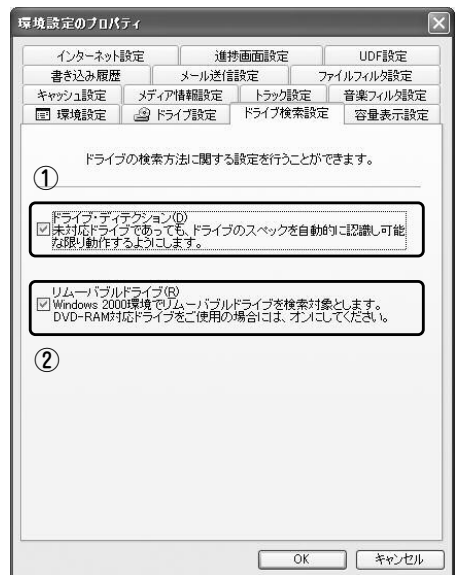 環境設定のプロパティ
インターネット設定 進捗画面設定 UDF設定
書き込み履歴 メール送信設定 ファイルフィルタ設定
キャッシュ設定 メディア情報設定 トラック設定 音楽フィルタ設定
環境設定 ドライブ設定 ドライブ検索設定 容量表示設定
ドライブの検索方法に関する設定を行うことができます。
①
ドライブ・ディテクション(D)
未対応ドライブであっても、ドライブのスペックを自動的に認識し可能
な限り動作するようにします。
リムーバブルドライブ(R)
Windows 2000環境でリムーバブルドライブを検索対象とします。
DVD-RAM対応ドライブをご使用の場合には、オンにしてください。
②
OK キャンセル